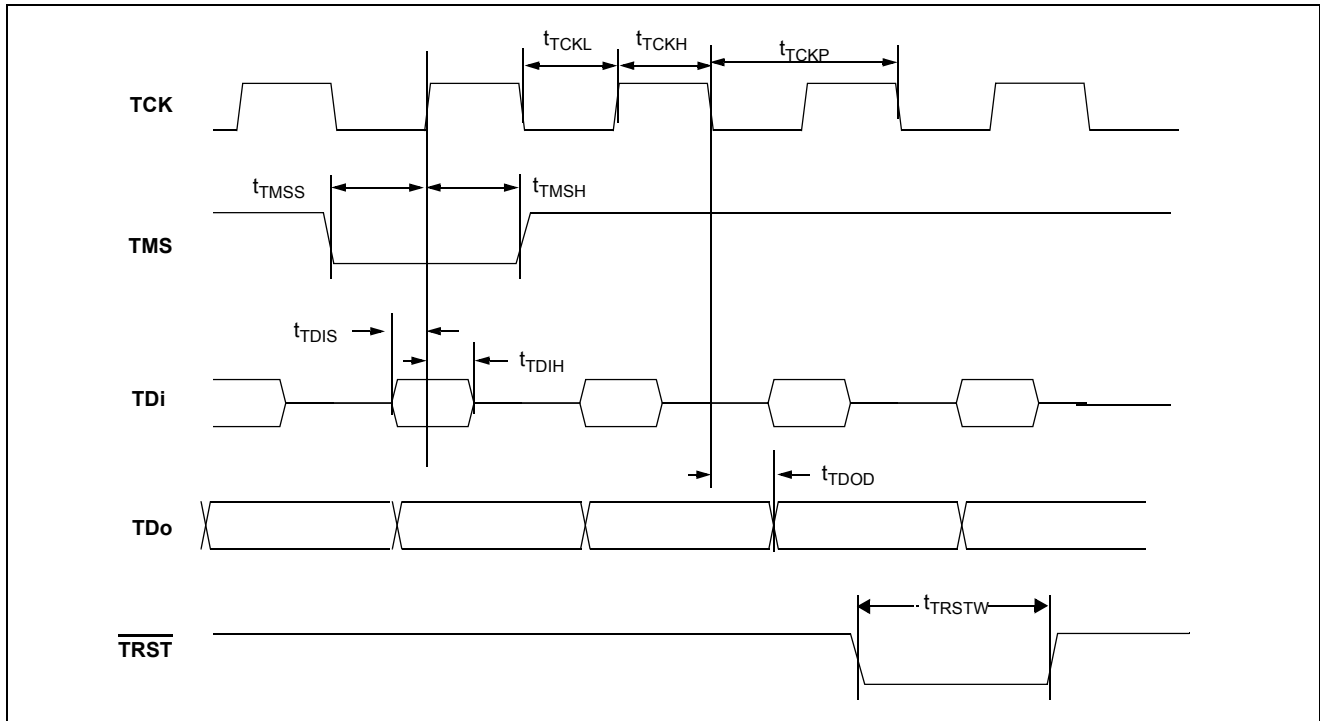 tTCKL tTCKH tTCKP
TCK
tTMSS tTMSH
TMS
tTDIS
tTDIH
TDi
tTDOD
TDo
tTRSTW
TRST